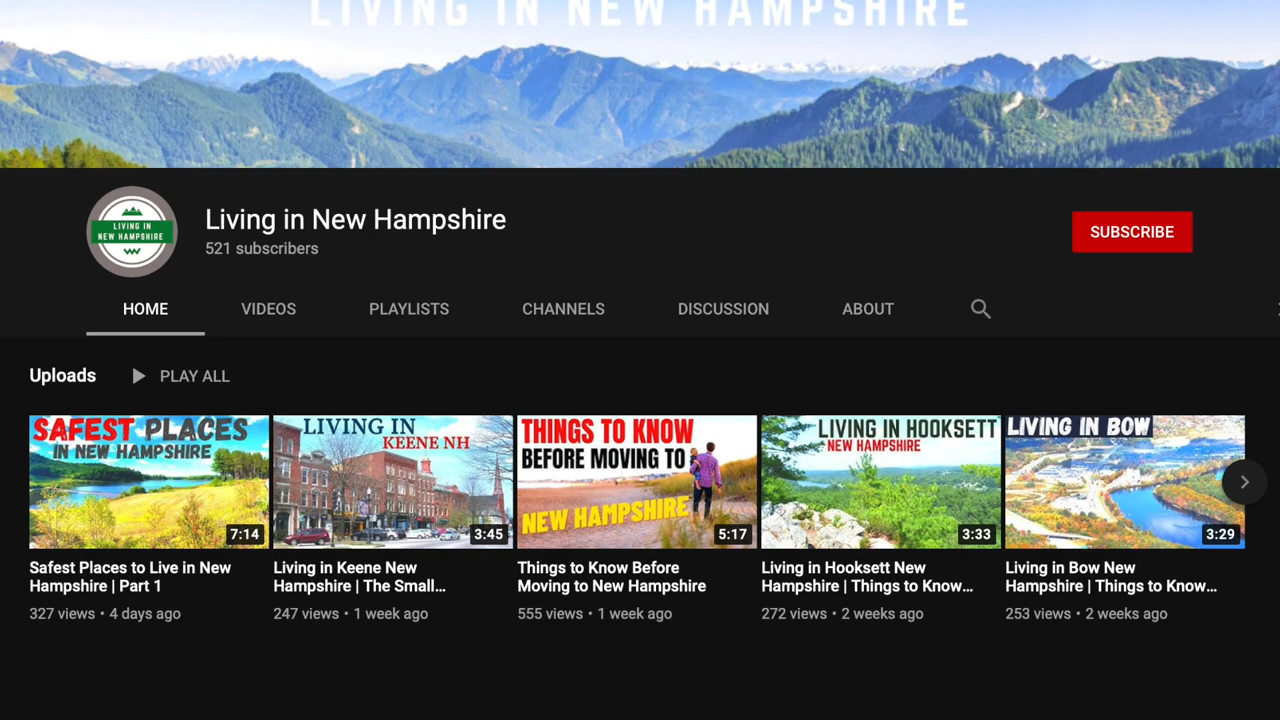 LIVING IN NEW HAMPSHIRE
LIVING IN
NEW HAMPSHIRE
Living in New Hampshire
521 subscribers
SUBSCRIBE
HOME
VIDEOS
PLAYLISTS
CHANNELS
DISCUSSION
ABOUT
Uploads
PLAY ALL
SAFEST PLACES
IN NEW HAMPSHIRE
7:14
Safest Places to Live in New
Hampshire | Part 1
327 views • 4 days ago
LIVING IN
KEENE NH
3:45
Living in Keene New
Hampshire | The Small...
247 views • 1 week ago
THINGS TO KNOW
BEFORE MOVING TO
NEW HAMPSHIRE
5:17
Things to Know Before
Moving to New Hampshire
555 views • 1 week ago
LIVING IN HOOKSETT
NEW HAMPSHIRE
3:33
Living in Hooksett New
Hampshire | Things to Know...
272 views • 2 weeks ago
LIVING IN BOW
3:29
Living in Bow New
Hampshire | Things to Know...
253 views • 2 weeks ago